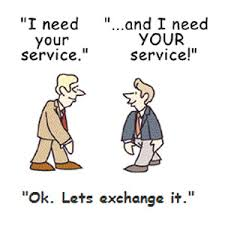 "I need
your
service."
"...and I need
YOUR
service!"
"Ok. Lets exchange it."